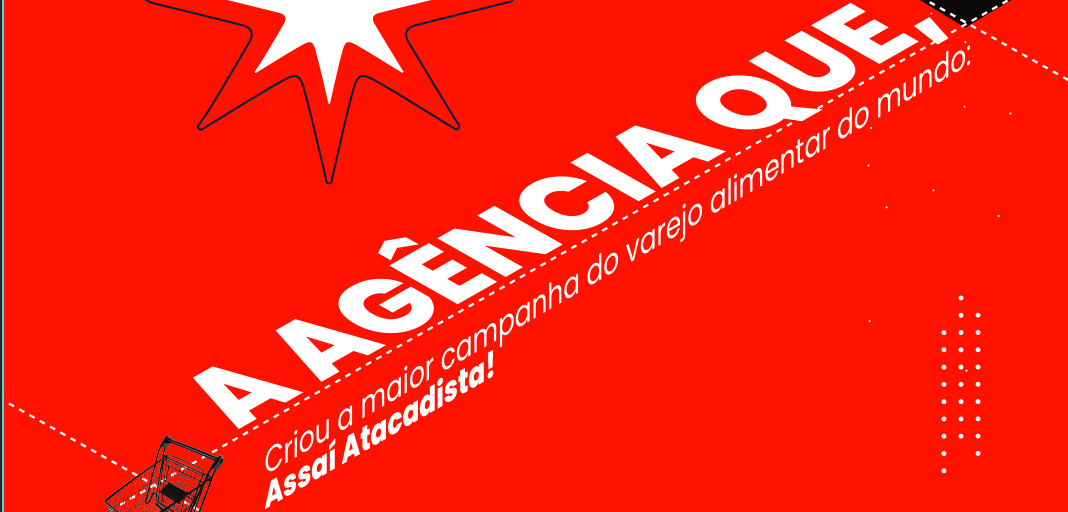 A AGÊNCIA QUE,
Criou a maior campanha do varejo alimentar do mundo:
Assaí Atacadista!